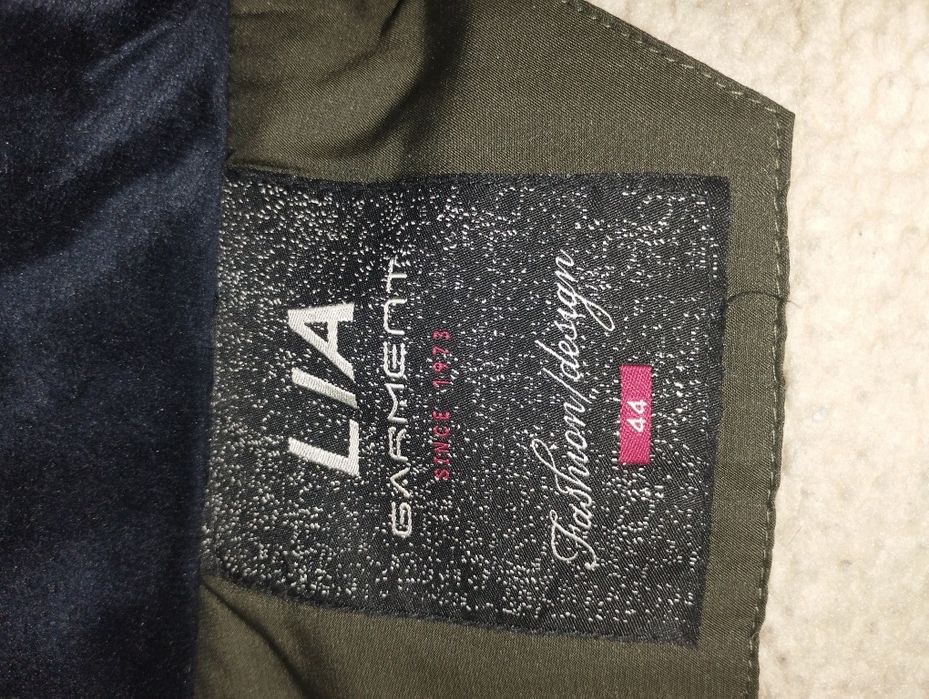 LIA
GARMENT
SINCE 1973
Fashion/design
44